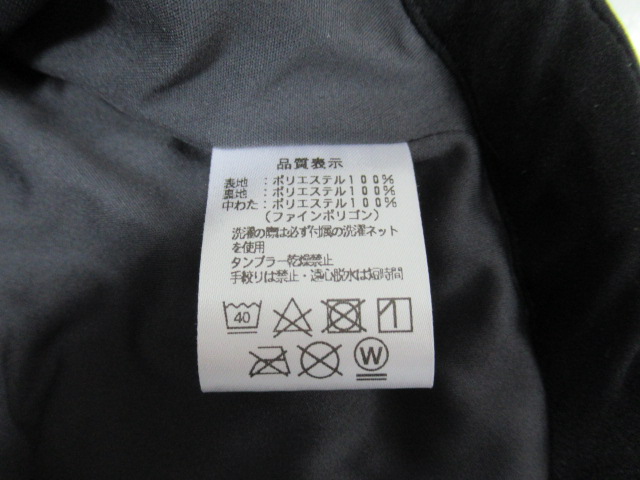 品質表示
表地　：ポリエステル１００％
裏地　：ポリエステル１００％
中わた：ポリエステル１００％
（ファインポリゴン）
洗濯の際は必ず付属の洗濯ネット
を使用
タンブラー乾燥禁止
手絞りは禁止・遠心脱水は短時間
40
W